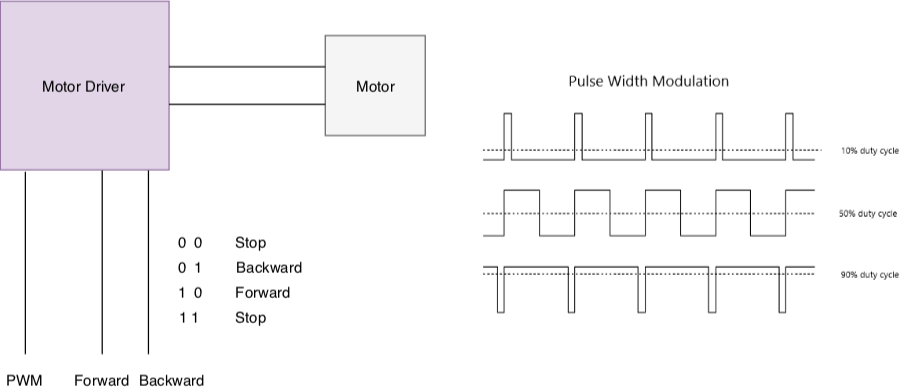 Motor Driver
Motor
0 0 Stop
0 1 Backward
1 0 Forward
1 1 Stop
PWM Forward Backward
Pulse Width Modulation
10% duty cycle
50% duty cycle
90% duty cycle